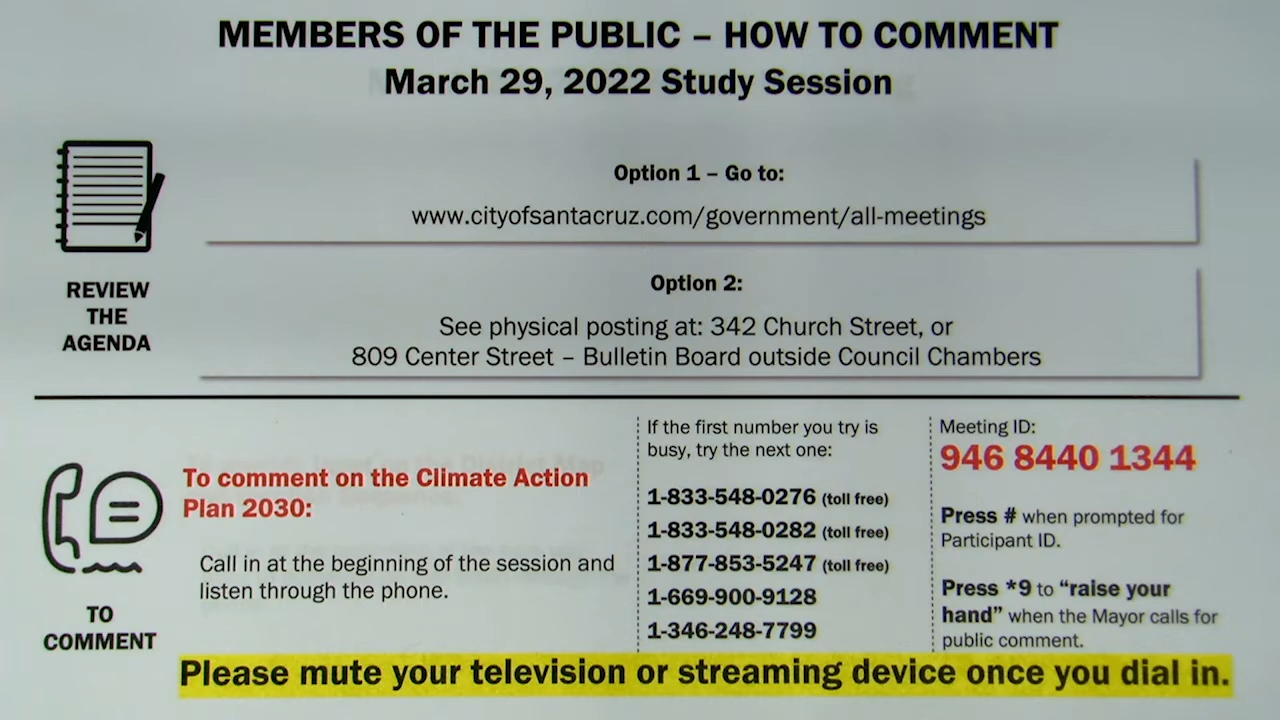 MEMBERS OF THE PUBLIC – HOW TO COMMENT
March 29, 2022 Study Session
Option 1 – Go to:
www.cityofsantacruz.com/government/all-meetings
REVIEW
THE
AGENDA
Option 2:
See physical posting at: 342 Church Street, or
809 Center Street – Bulletin Board outside Council Chambers
To comment on the Climate Action
Plan 2030:
Call in at the beginning of the session and
listen through the phone.
TO
COMMENT
If the first number you try is
busy, try the next one:
1-833-548-0276 (toll free)
1-833-548-0282 (toll free)
1-877-853-5247 (toll free)
1-669-900-9128
1-346-248-7799
Meeting ID:
946 8440 1344
Press # when prompted for
Participant ID.
Press *9 to “raise your
hand” when the Mayor calls for
public comment.
Please mute your television or streaming device once you dial in.